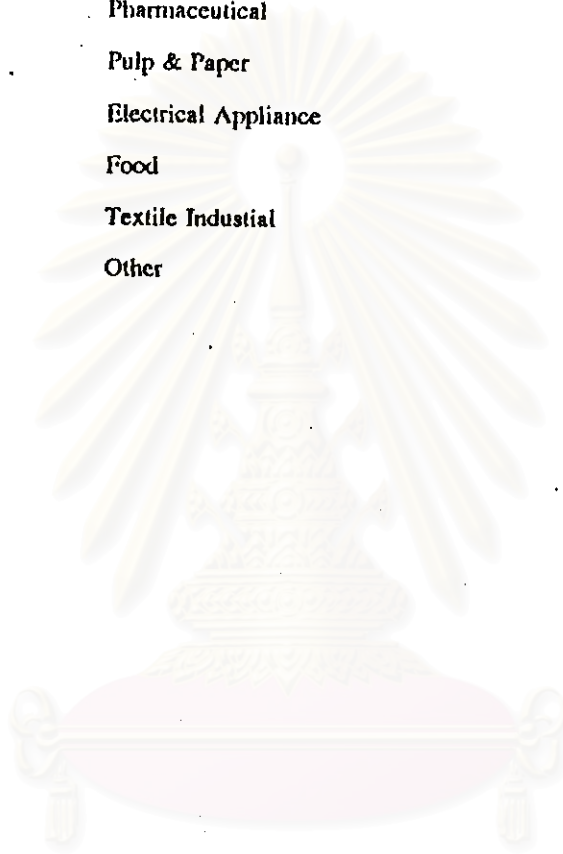 Pharmaceutical
Pulp & Paper
Electrical Appliance
Food
Textile Industial
Other